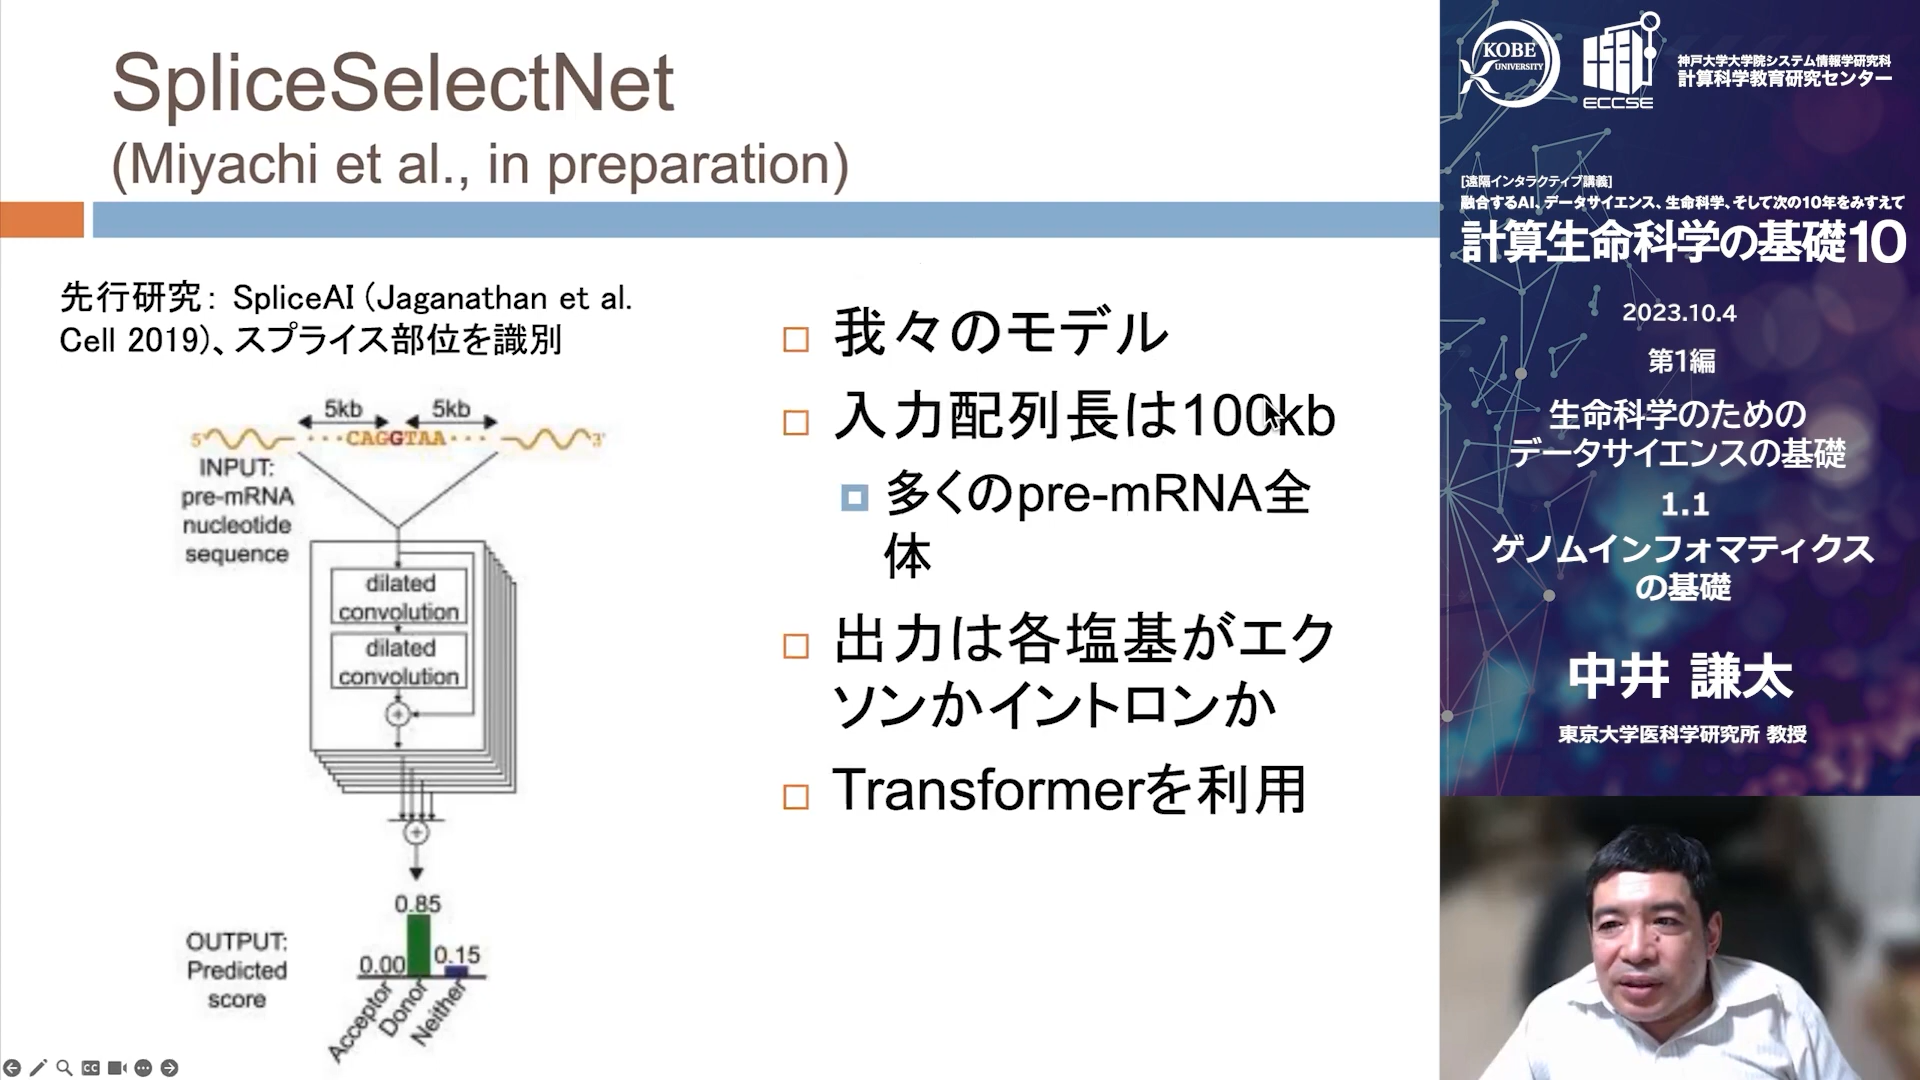 SpliceSelectNet
(Miyachi et al., in preparation)
先行研究： SpliceAI (Jaganathan et al.
Cell 2019)、スプライス部位を識別
5kb 5kb
5' ・・・CAGGTAA・・・ 3'
INPUT:
pre-mRNA
nucleotide
sequence
dilated
convolution
dilated
convolution
+
+
OUTPUT:
Predicted
score
0.00
0.85
0.15
Acceptor
Donor
Neither
我々のモデル
入力配列長は100kb
多くのpre-mRNA全
体
出力は各塩基がエク
ソンかイントロンか
Transformerを利用
CC
KOBE
UNIVERSITY
ECCSE
神戸大学大学院システム情報学研究科
計算科学教育研究センター
[遠隔インタラクティブ講義]
融合するAI、データサイエンス、生命科学、そして次の10年をみすえて
計算生命科学の基礎10
2023.10.4
第1編
生命科学のための
データサイエンスの基礎
1.1
ゲノムインフォマティクス
の基礎
中井 謙太
東京大学医科学研究所 教授